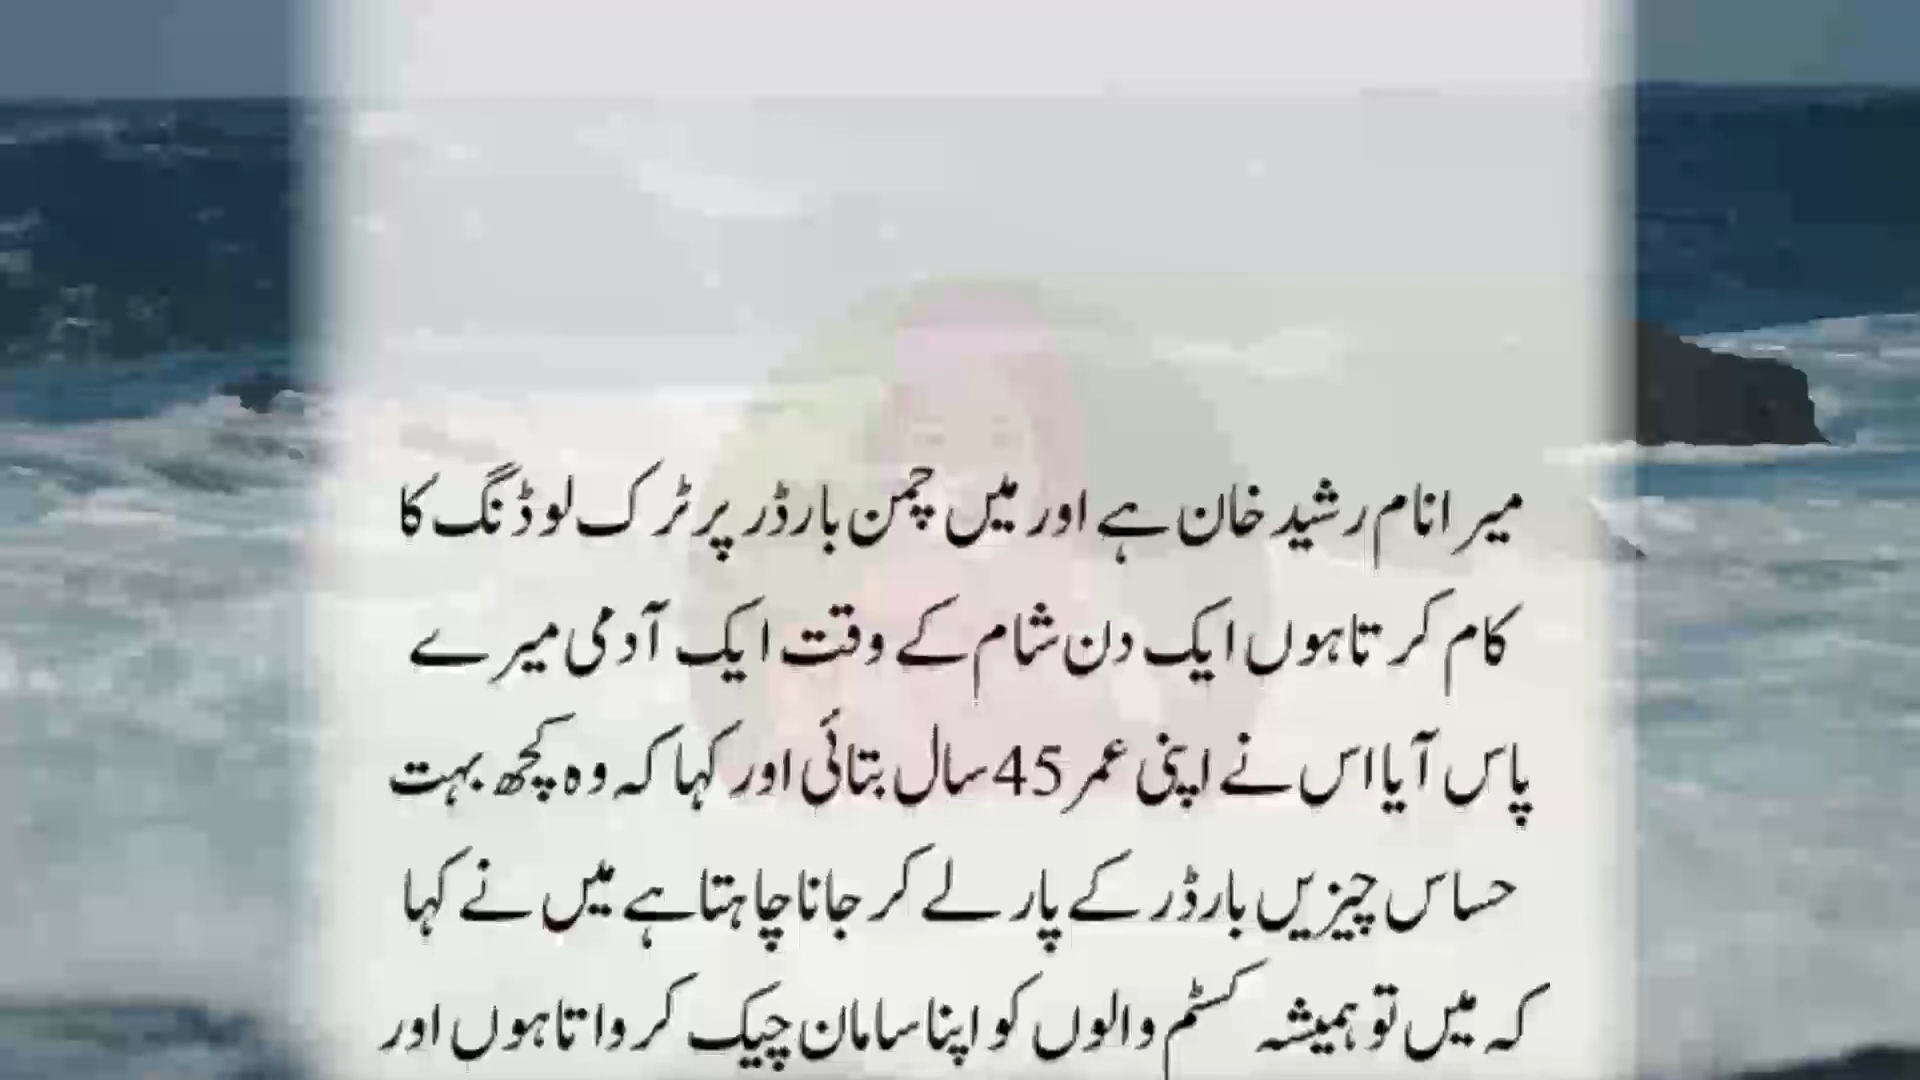 میرا نام رشید خان ہے اور میں چمن بارڈر پر ٹرک لوڈنگ کا
کام کرتا ہوں ایک دن شام کے وقت ایک آدمی میرے
پاس آیا اس نے اپنی عمر 45 سال بتائی اور کہا کہ وہ کچھ بہت
حساس چیزیں بارڈر کے پار لے کر جانا چاہتا ہے میں نے کہا
کہ میں تو ہمیشہ کسٹم والوں کو اپنا سامان چیک کرواتا ہوں اور